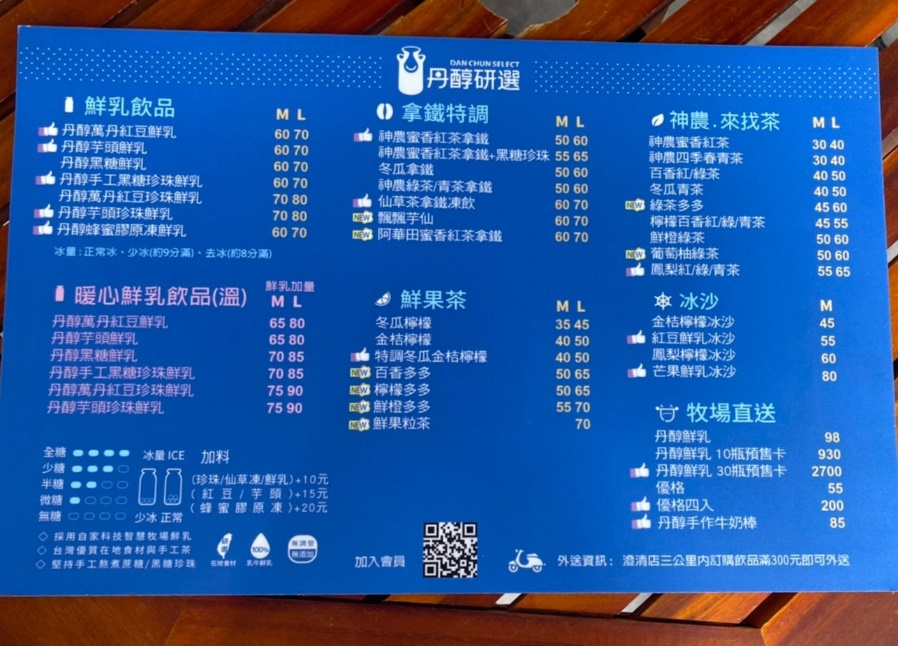 DAN CHUN SELECT
丹醇研選
鮮乳飲品 M L
丹醇萬丹紅豆鮮乳 60 70
丹醇芋頭鮮乳 60 70
丹醇黑糖鮮乳 60 70
丹醇手工黑糖珍珠鮮乳 60 70
丹醇萬丹紅豆珍珠鮮乳 70 80
丹醇芋頭珍珠鮮乳 70 80
丹醇蜂蜜膠原凍鮮乳 60 70
冰量:正常冰、少冰(約9分滿)、去冰(約8分滿)
暖心鮮乳飲品(溫) 鮮乳加量
M L
丹醇萬丹紅豆鮮乳 65 80
丹醇芋頭鮮乳 65 80
丹醇黑糖鮮乳 70 85
丹醇手工黑糖珍珠鮮乳 70 85
丹醇萬丹紅豆珍珠鮮乳 75 90
丹醇芋頭珍珠鮮乳 75 90
全糖
少糖
半糖
微糖
無糖
冰量 ICE
少冰 正常
加料
(珍珠/仙草凍/鮮乳)+10元
(紅豆/芋頭)+15元
(蜂蜜膠原凍)+20元
◇ 採用自家科技智慧牧場鮮乳
◇ 台灣優質在地食材與手工茶
◇ 堅持手工熬煮蔗糖/黑糖珍珠
在地食材
100%
乳牛鮮乳
無調整
無添加
拿鐵特調 M L
神農蜜香紅茶拿鐵 50 60
神農蜜香紅茶拿鐵+黑糖珍珠 55 65
冬瓜拿鐵 50 60
神農綠茶/青茶拿鐵 50 60
仙草茶拿鐵凍飲 60 70
NEW 飄飄芋仙 60 70
NEW 阿華田蜜香紅茶拿鐵 60 70
鮮果茶 M L
冬瓜檸檬 35 45
金桔檸檬 40 50
特調冬瓜金桔檸檬 40 50
NEW 百香多多 50 65
NEW 檸檬多多 50 65
NEW 鮮橙多多 55 70
NEW 鮮果粒茶 70
加入會員
神農.來找茶 M L
神農蜜香紅茶 30 40
神農四季春青茶 30 40
百香紅/綠茶 40 50
冬瓜青茶 40 50
NEW 綠茶多多 45 60
檸檬百香紅/綠/青茶 45 55
鮮橙綠茶 50 60
NEW 葡萄柚綠茶 50 60
鳳梨紅/綠/青茶 55 65
冰沙 M
金桔檸檬冰沙 45
紅豆鮮乳冰沙 55
鳳梨檸檬冰沙 60
芒果鮮乳冰沙 80
牧場直送
丹醇鮮乳 98
丹醇鮮乳 10瓶預售卡 930
丹醇鮮乳 30瓶預售卡 2700
優格 55
優格四入 200
丹醇手作牛奶棒 85
外送資訊:澄清店三公里內訂購飲品滿300元即可外送